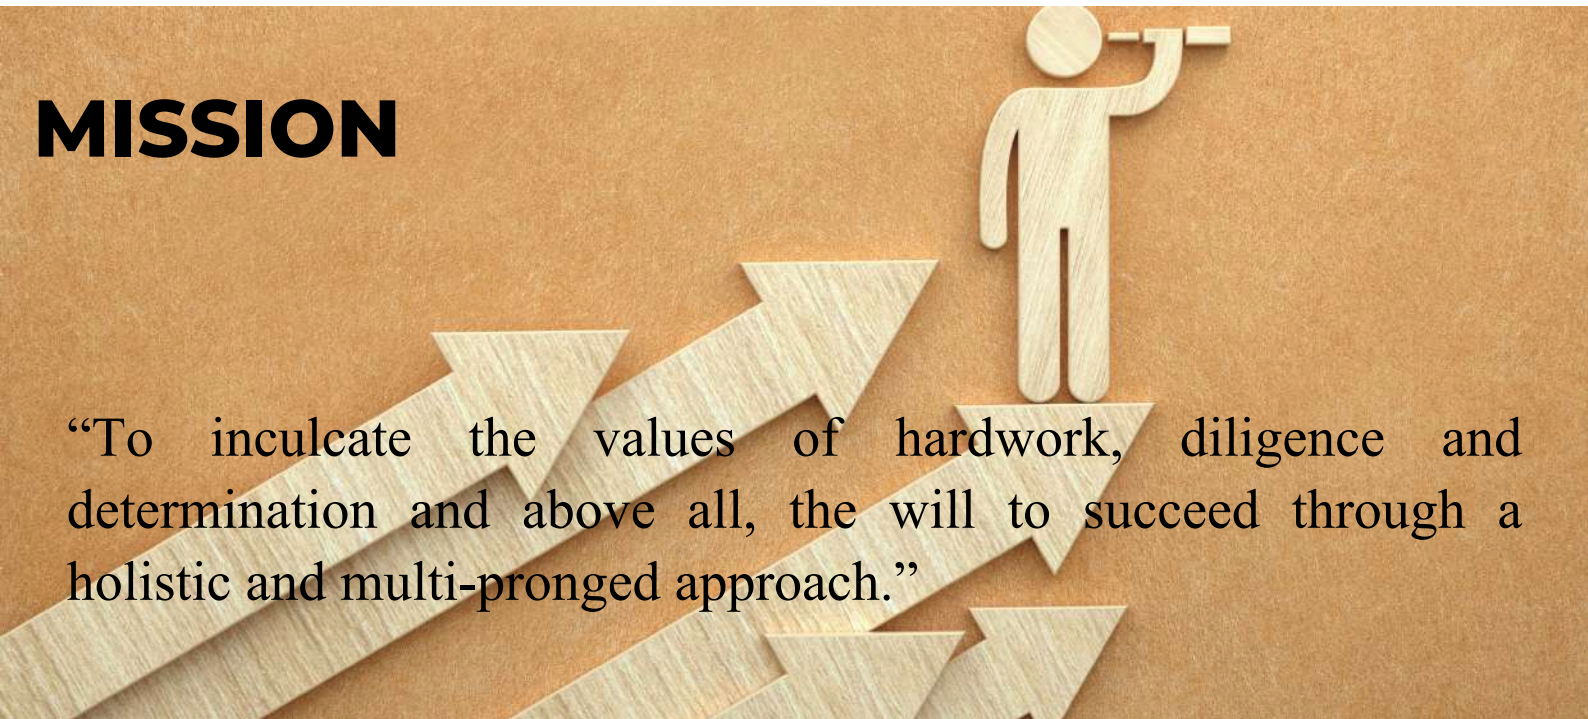 MISSION
“To inculcate the values of hardwork, diligence and
determination and above all, the will to succeed through a
holistic and multi-pronged approach.”